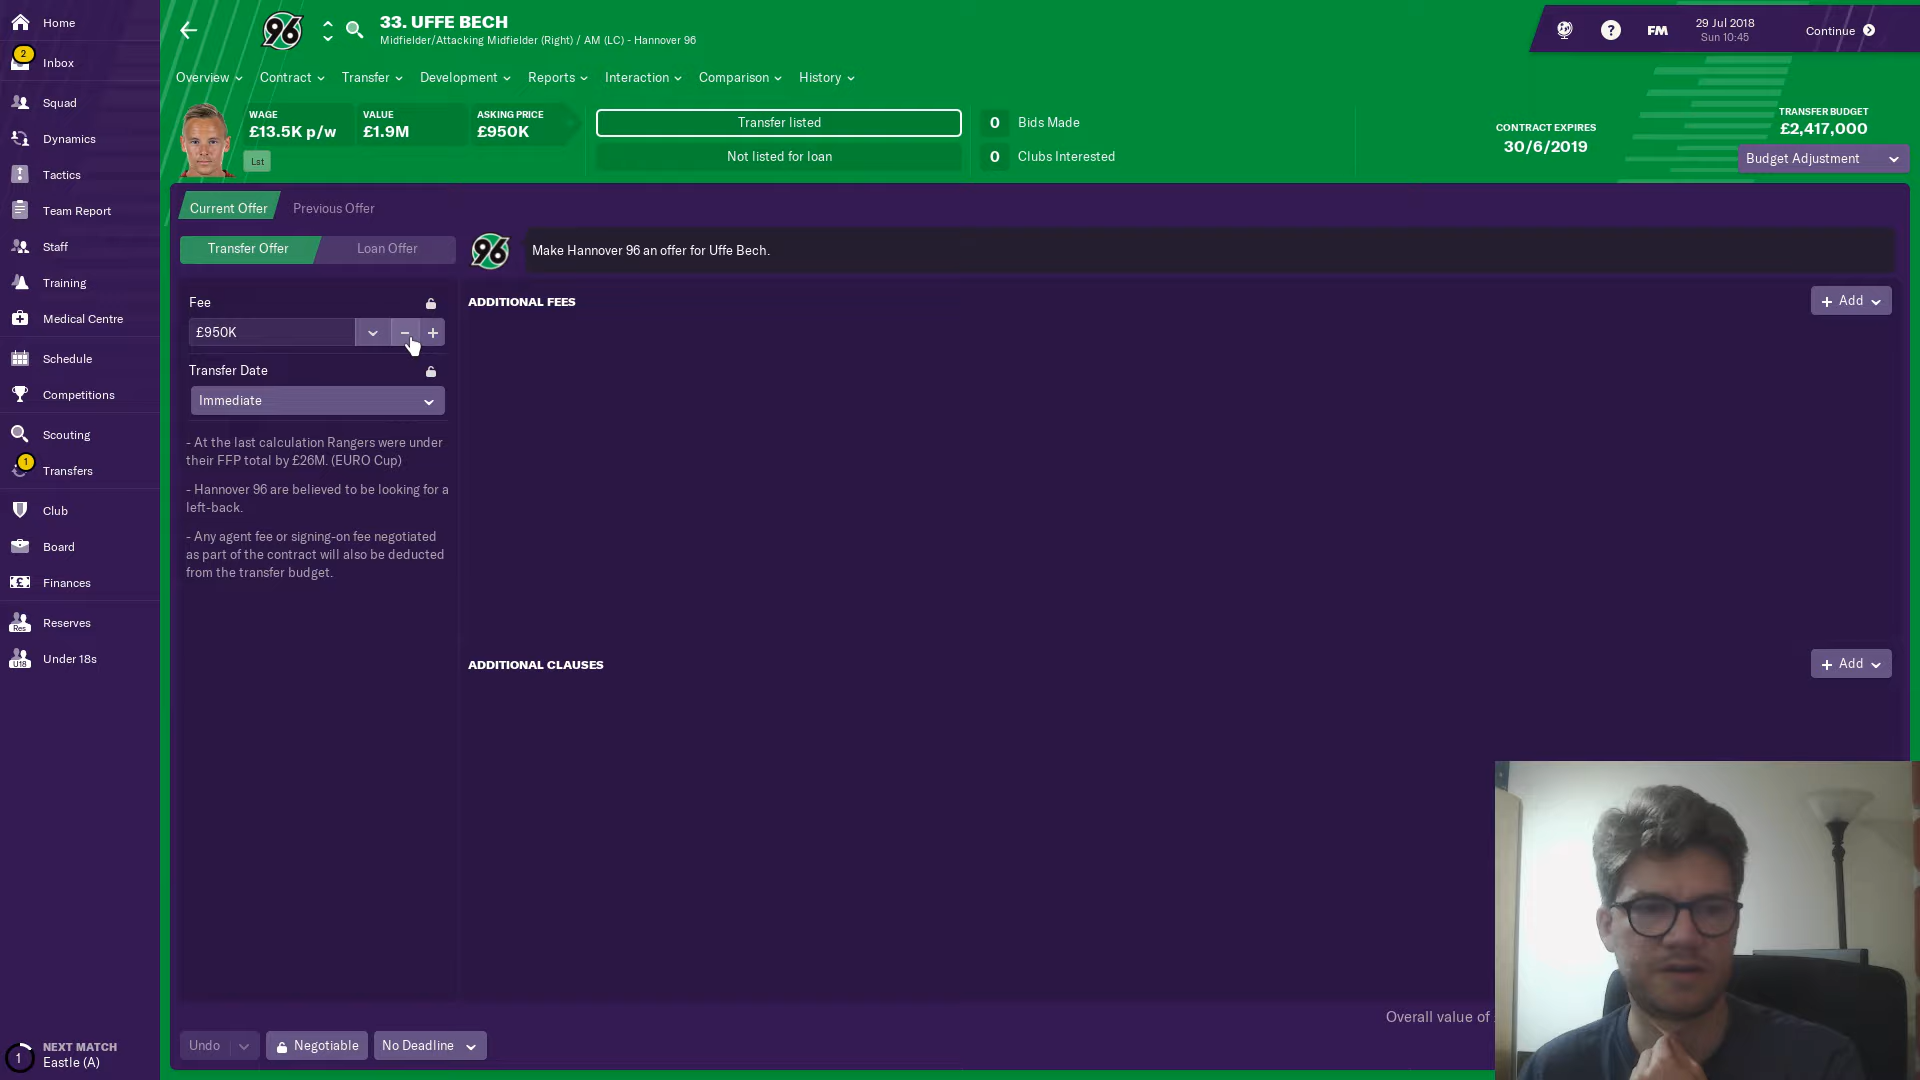 Home
2
Inbox
Squad
Dynamics
Tactics
Team Report
Staff
Training
Medical Centre
Schedule
Competitions
Scouting
1
Transfers
Club
Board
Finances
Res
Reserves
U18
Under 18s
1
NEXT MATCH
Eastle (A)
96
33. UFFE BECH
Midfielder/Attacking Midfielder (Right) / AM (LC) - Hannover 96
?
FM
29 Jul 2018
Sun 10:45
Continue
Overview
Contract
Transfer
Development
Reports
Interaction
Comparison
History
WAGE
£13.5K p/w
VALUE
£1.9M
ASKING PRICE
£950K
Lst
Transfer listed
Not listed for loan
0 Bids Made
0 Clubs Interested
CONTRACT EXPIRES
30/6/2019
TRANSFER BUDGET
£2,417,000
Budget Adjustment
Current Offer
Previous Offer
Transfer Offer
Loan Offer
96
Make Hannover 96 an offer for Uffe Bech.
Fee
£950K
- +
Transfer Date
Immediate
- At the last calculation Rangers were under
their FFP total by £26M. (EURO Cup)
- Hannover 96 are believed to be looking for a
left-back.
- Any agent fee or signing-on fee negotiated
as part of the contract will also be deducted
from the transfer budget.
ADDITIONAL FEES
+ Add
ADDITIONAL CLAUSES
+ Add
Overall value of
Undo
Negotiable
No Deadline